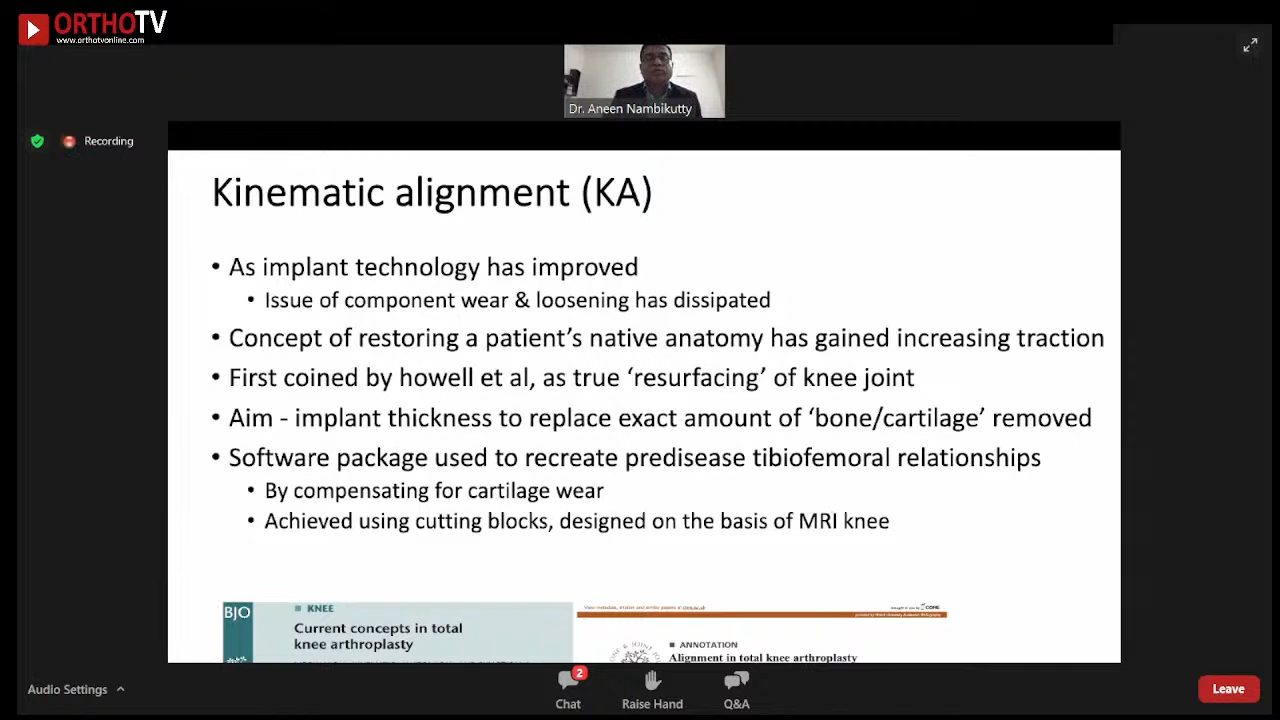 ORTHOTV
www.orthotvonline.com
Dr. Aneen Nambikutty
Recording
Kinematic alignment (KA)
• As implant technology has improved
• Issue of component wear & loosening has dissipated
• Concept of restoring a patient's native anatomy has gained increasing traction
• First coined by howell et al, as true 'resurfacing' of knee joint
• Aim - implant thickness to replace exact amount of 'bone/cartilage' removed
• Software package used to recreate predisease tibiofemoral relationships
• By compensating for cartilage wear
• Achieved using cutting blocks, designed on the basis of MRI knee
BJO
KNEE
Current concepts in total
knee arthroplasty
CORE
ANNOTATION
Alignment in total knee arthroplasty
Audio Settings
2
Chat
Raise Hand
Q&A
Leave